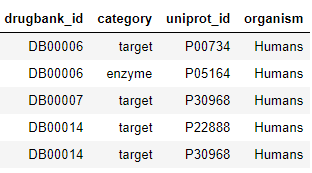 drugbank_id category uniprot_id organism
DB00006 target P00734 Humans
DB00006 enzyme P05164 Humans
DB00007 target P30968 Humans
DB00014 target P22888 Humans
DB00014 target P30968 Humans